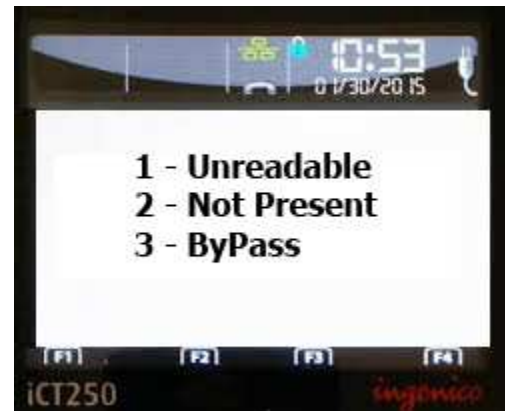 10:53
01/30/2015
1 - Unreadable
2 - Not Present
3 - ByPass
F1 F2 F3 F4
iCT250 ingenico